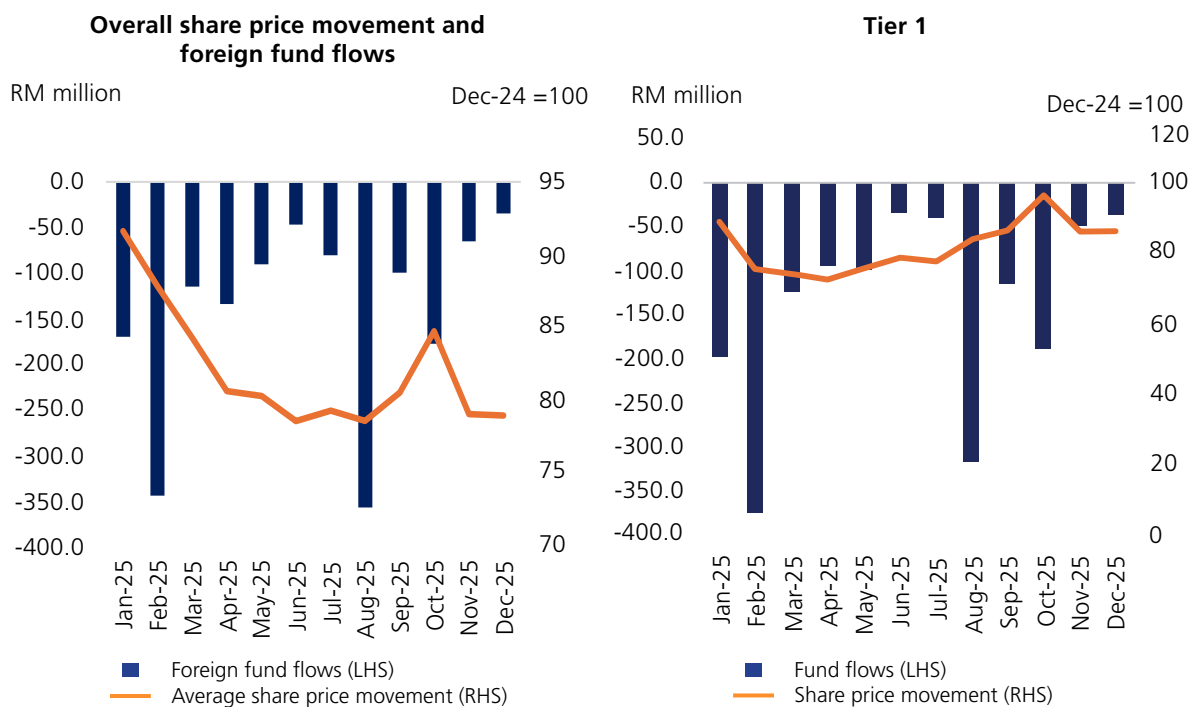 Overall share price movement and
foreign fund flows
RM million
Dec-24 =100
0.0
-50.0
-100.0
-150.0
-200.0
-250.0
-300.0
-350.0
-400.0
95
90
85
80
75
70
Jan-25
Feb-25
Mar-25
Apr-25
May-25
Jun-25
Jul-25
Aug-25
Sep-25
Oct-25
Nov-25
Dec-25
Foreign fund flows (LHS)
Average share price movement (RHS)
Tier 1
RM million
Dec-24 =100
50.0
0.0
-50.0
-100.0
-150.0
-200.0
-250.0
-300.0
-350.0
-400.0
120
100
80
60
40
20
0
Jan-25
Feb-25
Mar-25
Apr-25
May-25
Jun-25
Jul-25
Aug-25
Sep-25
Oct-25
Nov-25
Dec-25
Fund flows (LHS)
Share price movement (RHS)